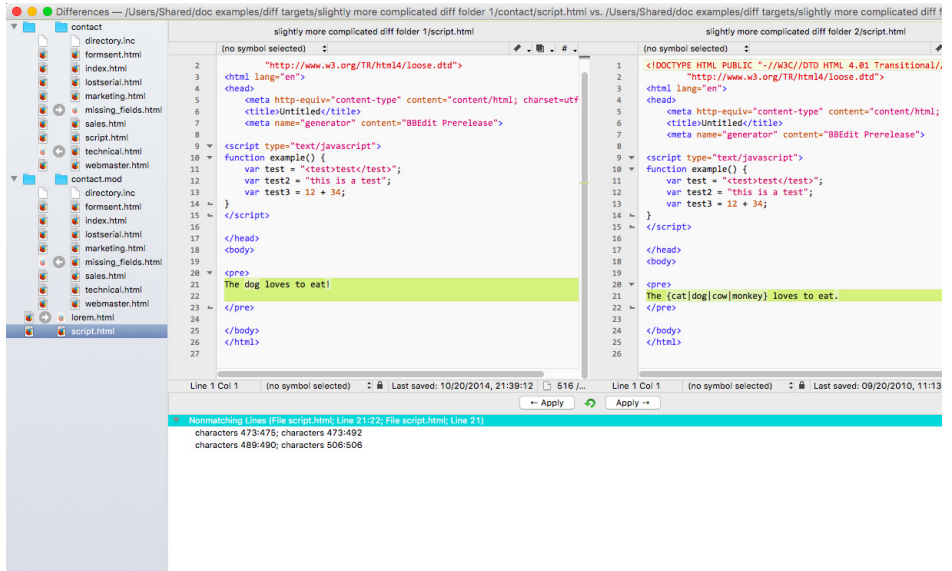 Differences — /Users/Shared/doc examples/diff targets/slightly more complicated diff folder 1/contact/script.html vs. /Users/Shared/doc examples/diff targets/slightly more complicated diff f
contact
directory.inc
formsent.html
index.html
lostserial.html
marketing.html
missing_fields.html
sales.html
script.html
technical.html
webmaster.html
contact.mod
directory.inc
formsent.html
index.html
lostserial.html
marketing.html
missing_fields.html
sales.html
technical.html
webmaster.html
lorem.html
script.html
slightly more complicated diff folder 1/script.html
(no symbol selected) #
2 "http://www.w3.org/TR/html4/loose.dtd">
3 <html lang="en">
4 <head>
5 <meta http-equiv="content-type" content="content/html; charset=utf
6 <title>Untitled</title>
7 <meta name="generator" content="BBEdit Prerelease">
8
9 <script type="text/javascript">
10 function example() {
11 var test = "<test>test</test>";
12 var test2 = "this is a test";
13 var test3 = 12 + 34;
14 }
15 </script>
16
17 </head>
18 <body>
19
20 <pre>
21 The dog loves to eat!
22
23 </pre>
24
25 </body>
26 </html>
27
Line 1 Col 1 (no symbol selected) Last saved: 10/20/2014, 21:39:12 516 /...
slightly more complicated diff folder 2/script.html
(no symbol selected)
1 <!DOCTYPE HTML PUBLIC "-//W3C//DTD HTML 4.01 Transitional//
2 "http://www.w3.org/TR/html4/loose.dtd">
3 <html lang="en">
4 <head>
5 <meta http-equiv="content-type" content="content/html;
6 <title>Untitled</title>
7 <meta name="generator" content="BBEdit Prerelease">
8
9 <script type="text/javascript">
10 function example() {
11 var test = "<test>test</test>";
12 var test2 = "this is a test";
13 var test3 = 12 + 34;
14 }
15 </script>
16
17 </head>
18 <body>
19
20 <pre>
21 The {cat|dog|cow|monkey} loves to eat.
22 </pre>
23
24 </body>
25 </html>
26
Line 1 Col 1 (no symbol selected) Last saved: 09/20/2010, 11:13
← Apply Apply →
Nonmatching Lines (File script.html; Line 21:22; File script.html; Line 21)
characters 473:475; characters 473:492
characters 489:490; characters 506:506